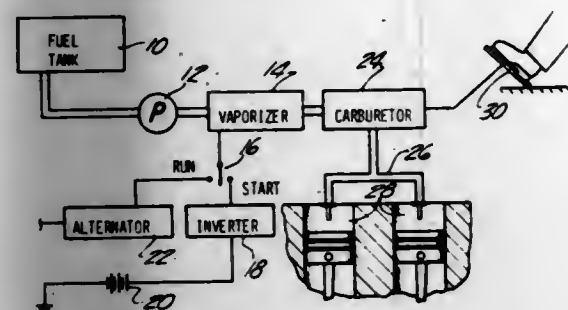 FUEL
TANK
10
12
P
14
VAPORIZER
24
CARBURETOR
30
16
RUN
START
26
28
ALTERNATOR
22
INVERTER
18
20